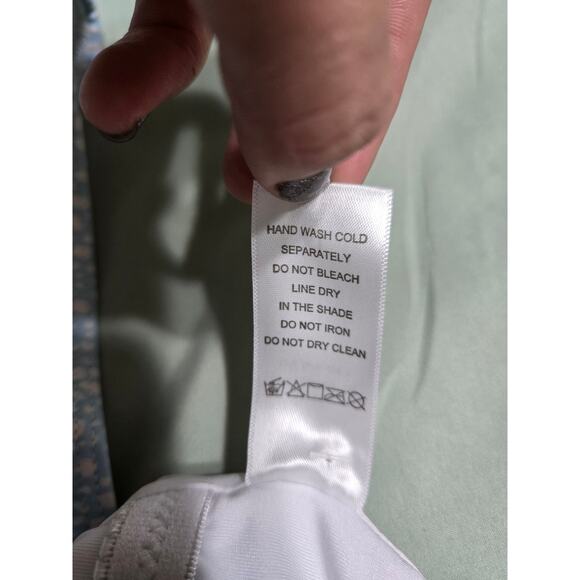 HAND WASH COLD
SEPARATELY
DO NOT BLEACH
LINE DRY
IN THE SHADE
DO NOT IRON
DO NOT DRY CLEAN